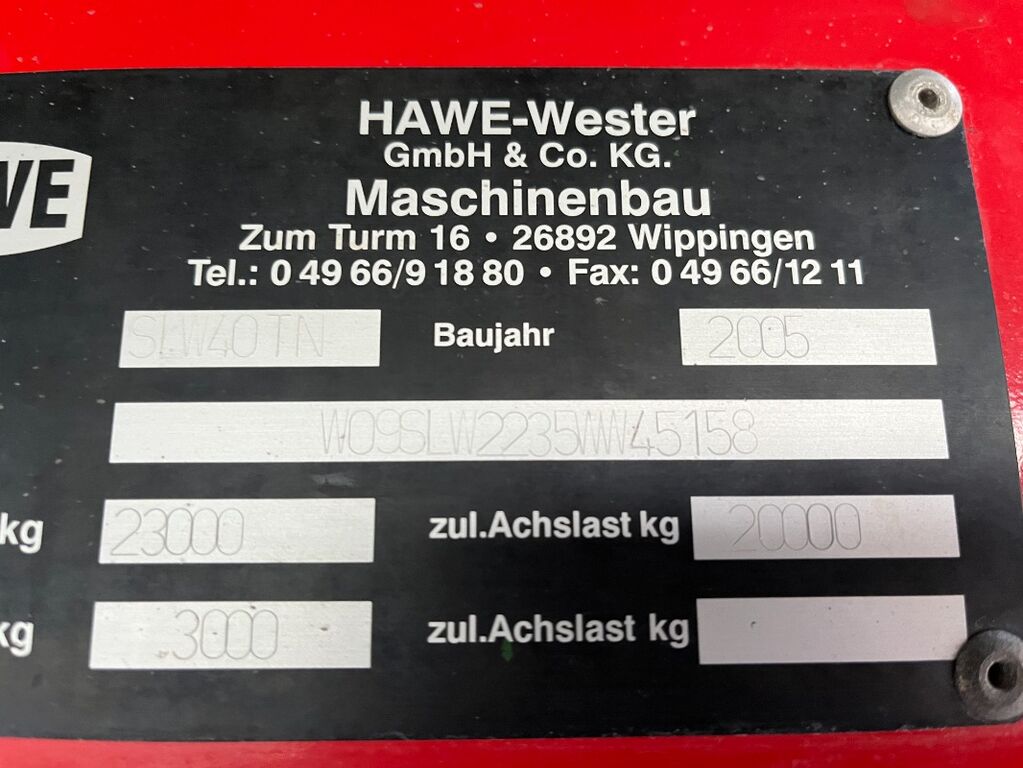 WE
HAWE-Wester
GmbH & Co. KG.
Maschinenbau
Zum Turm 16 • 26892 Wippingen
Tel.: 0 49 66/9 18 80 • Fax: 0 49 66/12 11
SLW40TN Baujahr 2005
W09SLW2235WW45158
kg 23000 zul.Achslast kg 20000
kg 3000 zul.Achslast kg